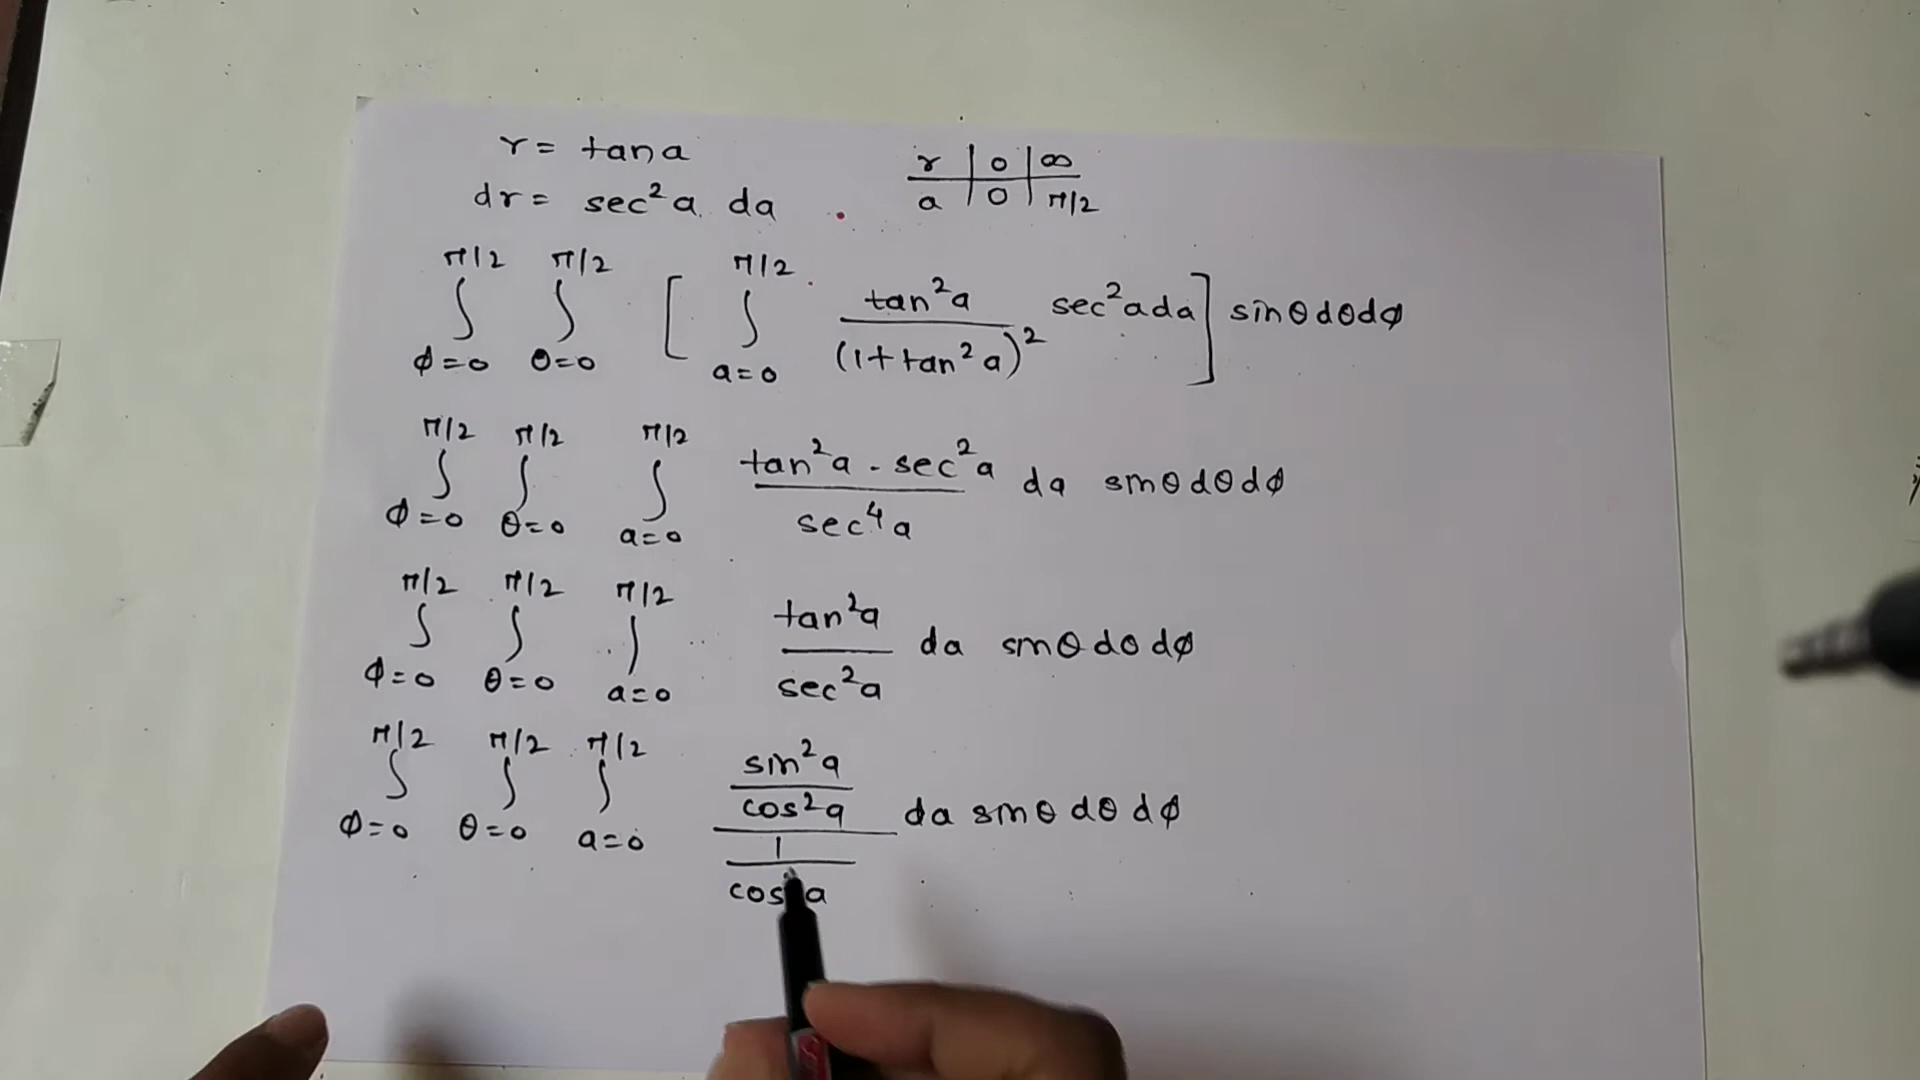 r = tan a
dr = sec²a da
r | 0 | ∞
a | 0 | π/2
π/2 π/2 π/2
∫ ∫ [ ∫ tan²a / (1+tan²a)² sec²a da ] sinθ dθ dϕ
ϕ=0 θ=0 a=0
π/2 π/2 π/2
∫ ∫ ∫ tan²a . sec²a / sec⁴a da sinθ dθ dϕ
ϕ=0 θ=0 a=0
π/2 π/2 π/2
∫ ∫ ∫ tan²a / sec²a da sinθ dθ dϕ
ϕ=0 θ=0 a=0
π/2 π/2 π/2
∫ ∫ ∫ sin²a / cos²a da sinθ dθ dϕ
ϕ=0 θ=0 a=0
1
cos a